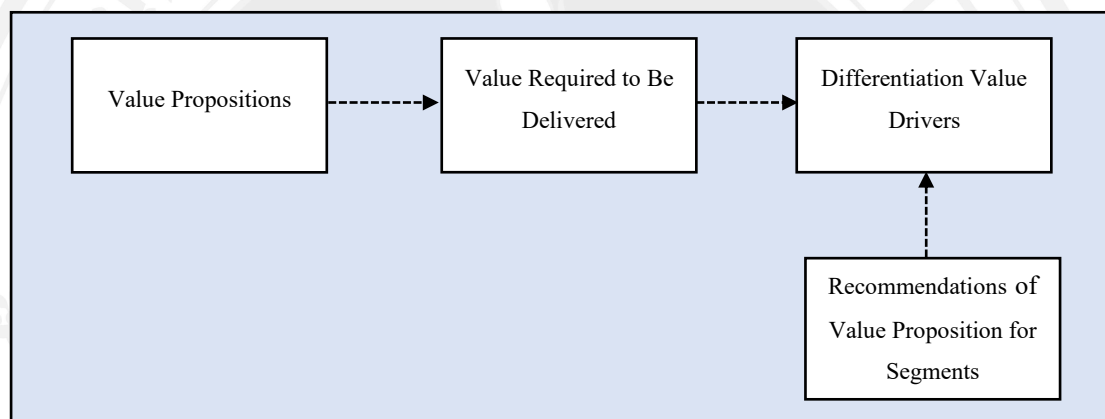 Value Propositions
Value Required to Be
Delivered
Differentiation Value
Drivers
Recommendations of
Value Proposition for
Segments